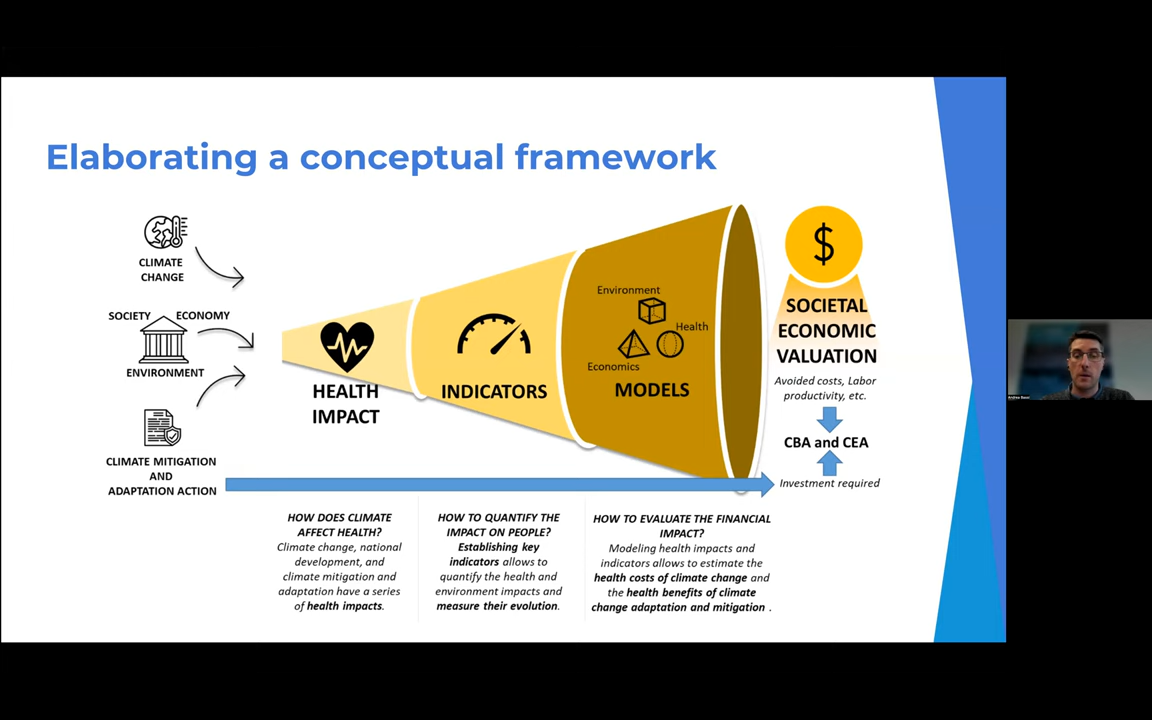 Elaborating a conceptual framework
CLIMATE
CHANGE
SOCIETY
ECONOMY
ENVIRONMENT
CLIMATE MITIGATION
AND
ADAPTATION ACTION
HEALTH
IMPACT
INDICATORS
Environment
Health
Economics
MODELS
$
SOCIETAL
ECONOMIC
VALUATION
Avoided costs, Labor
productivity, etc.
CBA and CEA
Investment required
HOW DOES CLIMATE
AFFECT HEALTH?
Climate change, national
development, and
climate mitigation and
adaptation have a series
of health impacts.
HOW TO QUANTIFY THE
IMPACT ON PEOPLE?
Establishing key
indicators allows to
quantify the health and
environment impacts and
measure their evolution.
HOW TO EVALUATE THE FINANCIAL
IMPACT?
Modeling health impacts and
indicators allows to estimate the
health costs of climate change and
the health benefits of climate
change adaptation and mitigation .